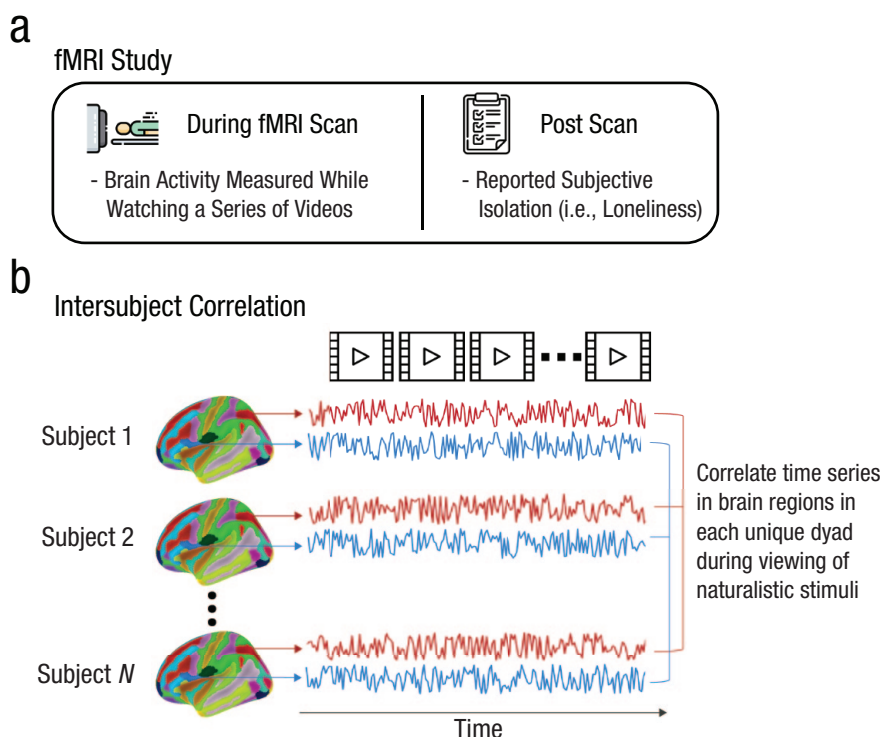 a
fMRI Study
During fMRI Scan
- Brain Activity Measured While
Watching a Series of Videos
Post Scan
- Reported Subjective
Isolation (i.e., Loneliness)
b
Intersubject Correlation
Subject 1
Subject 2
Subject N
Correlate time series
in brain regions in
each unique dyad
during viewing of
naturalistic stimuli
Time